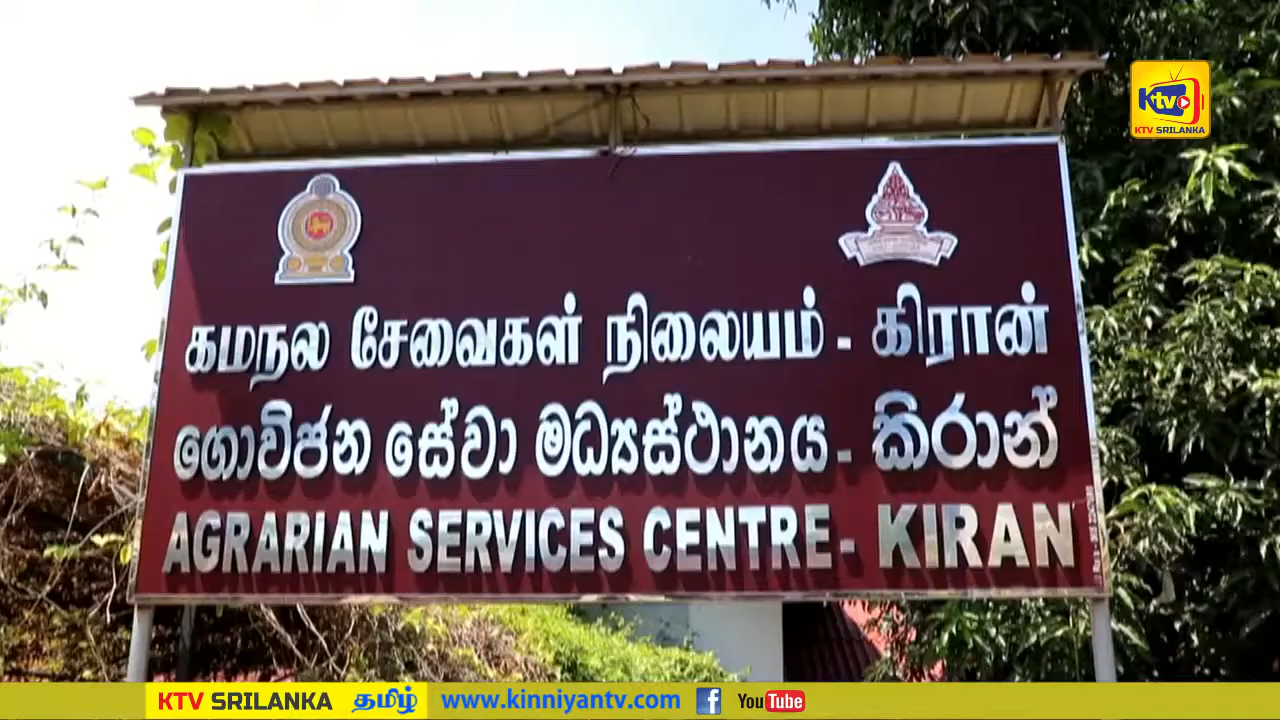 Ktv
KTV SRILANKA
கமநல சேவைகள் நிலையம் - கிரான்
ගොවිජන සේවා මධ්‍යස්ථානය - කිරාන්
AGRARIAN SERVICES CENTRE - KIRAN
KTV SRILANKA தமிழ் www.kinniyantv.com f YouTube